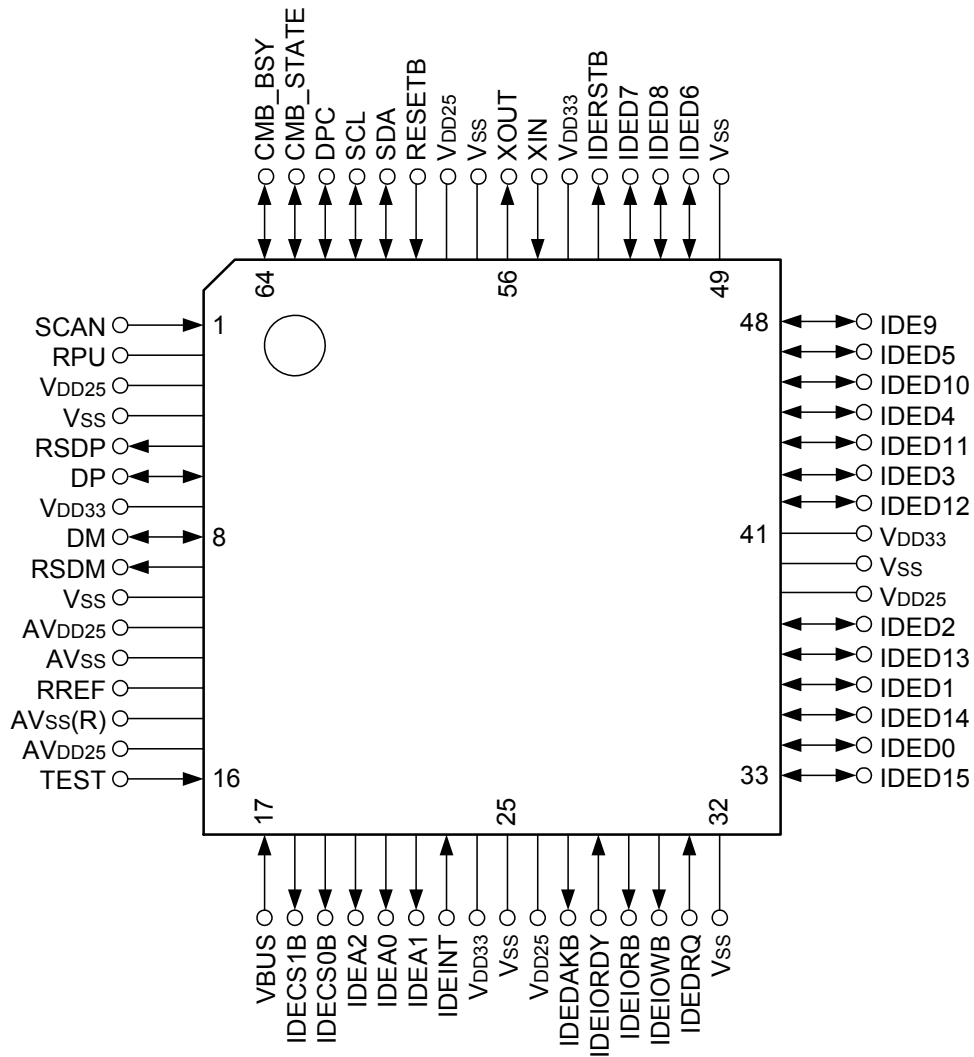 CMB_BSY
CMB_STATE
DPC
SCL
SDA
RESETB
VDD25
VSS
XOUT
XIN
VDD33
IDERSTB
IDED7
IDED8
IDED6
VSS
64
56
49
SCAN
RPU
VDD25
VSS
RSDP
DP
VDD33
DM
RSDM
VSS
AVDD25
AVSS
RREF
AVSS(R)
AVDD25
TEST
1
8
16
48
41
33
IDE9
IDED5
IDED10
IDED4
IDED11
IDED3
IDED12
VDD33
VSS
VDD25
IDED2
IDED13
IDED1
IDED14
IDED0
IDED15
17
25
32
VBUS
IDECS1B
IDECS0B
IDEA2
IDEA0
IDEA1
IDEINT
VDD33
VSS
VDD25
IDEDAKB
IDEIORDY
IDEIORB
IDEIOWB
IDEDRQ
VSS